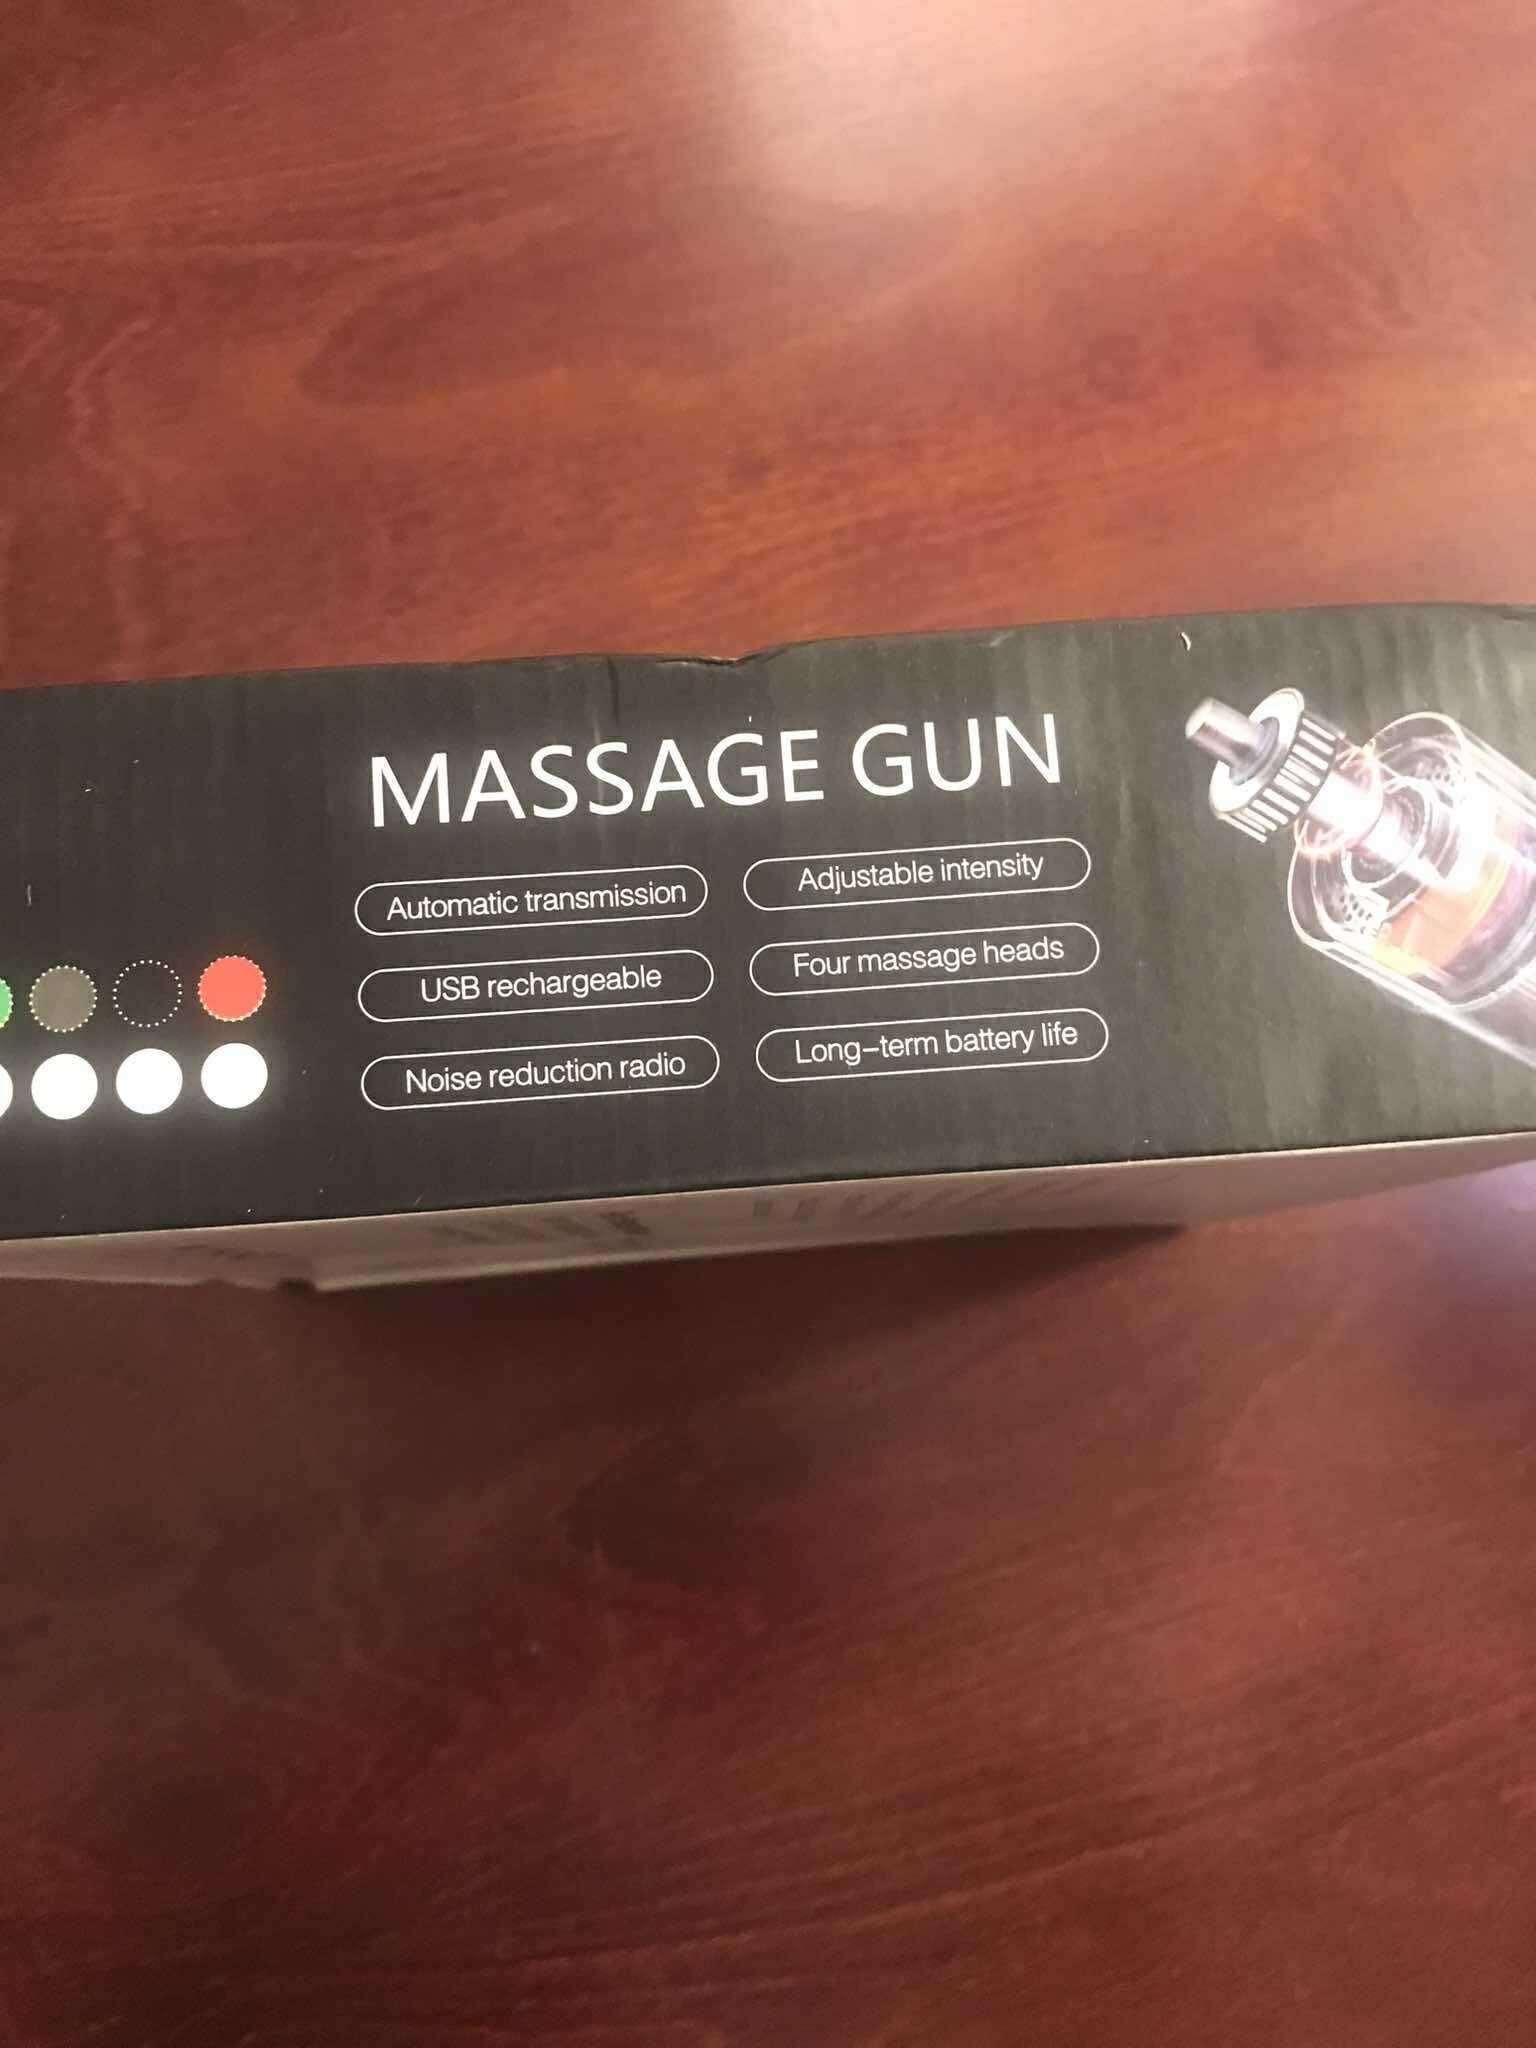 MASSAGE GUN
Automatic transmission
Adjustable intensity
USB rechargeable
Four massage heads
Noise reduction radio
Long-term battery life